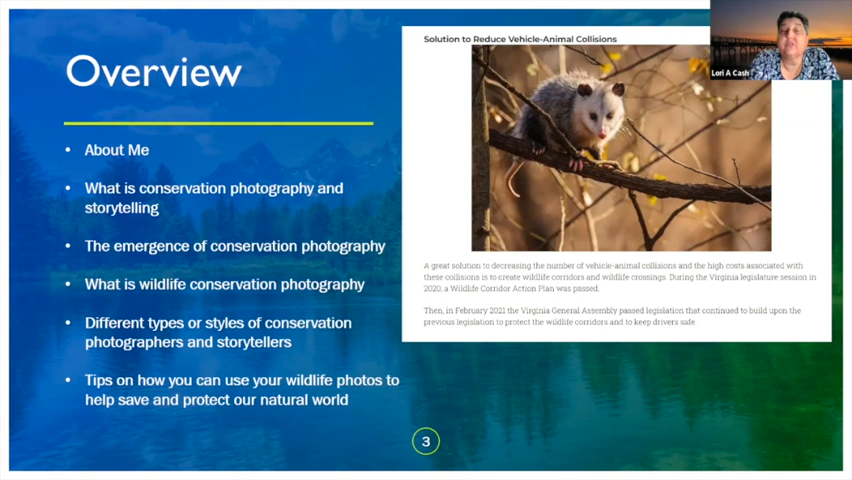 Overview
• About Me
• What is conservation photography and
storytelling
• The emergence of conservation photography
• What is wildlife conservation photography
• Different types or styles of conservation
photographers and storytellers
• Tips on how you can use your wildlife photos to
help save and protect our natural world
Solution to Reduce Vehicle-Animal Collisions
A great solution to decreasing the number of vehicle-animal collisions and the high costs associated with
these collisions is to create wildlife corridors and wildlife crossings. During the Virginia legislature session in
2020, a Wildlife Corridor Action Plan was passed.
Then, in February 2021 the Virginia General Assembly passed legislation that continued to build upon the
previous legislation to protect the wildlife corridors and to keep drivers safe.
Lori A Cash
3